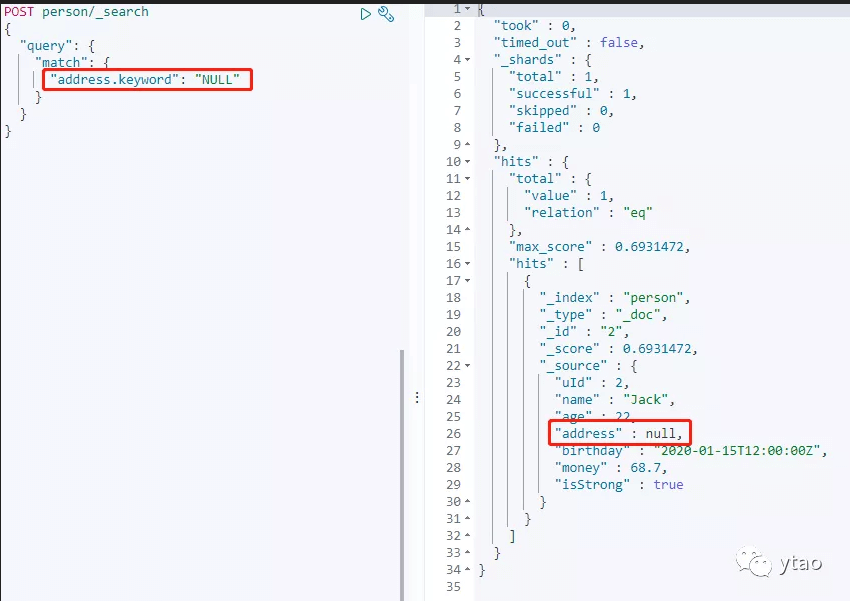 POST person/_search
{
  "query": {
    "match": {
      "address.keyword": "NULL"
    }
  }
}
1 {
2   "took" : 0,
3   "timed_out" : false,
4   "_shards" : {
5     "total" : 1,
6     "successful" : 1,
7     "skipped" : 0,
8     "failed" : 0
9   },
10   "hits" : {
11     "total" : {
12       "value" : 1,
13       "relation" : "eq"
14     },
15     "max_score" : 0.6931472,
16     "hits" : [
17       {
18         "_index" : "person",
19         "_type" : "_doc",
20         "_id" : "2",
21         "_score" : 0.6931472,
22         "_source" : {
23           "uId" : 2,
24           "name" : "Jack",
25           "age" : 22,
26           "address" : null,
27           "birthday" : "2020-01-15T12:00:00Z",
28           "money" : 68.7,
29           "isStrong" : true
30         }
31       }
32     ]
33   }
34 }
35
ytao